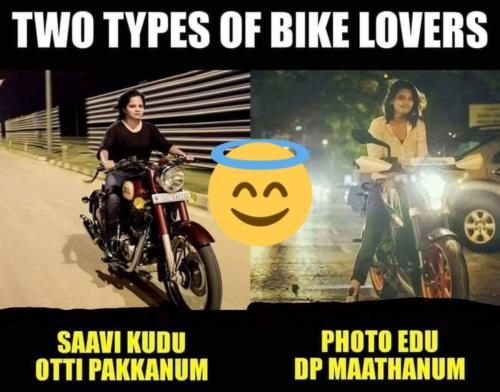 TWO TYPES OF BIKE LOVERS
SAAVI KUDU
OTTI PAKKANUM
PHOTO EDU
DP MAATHANUM